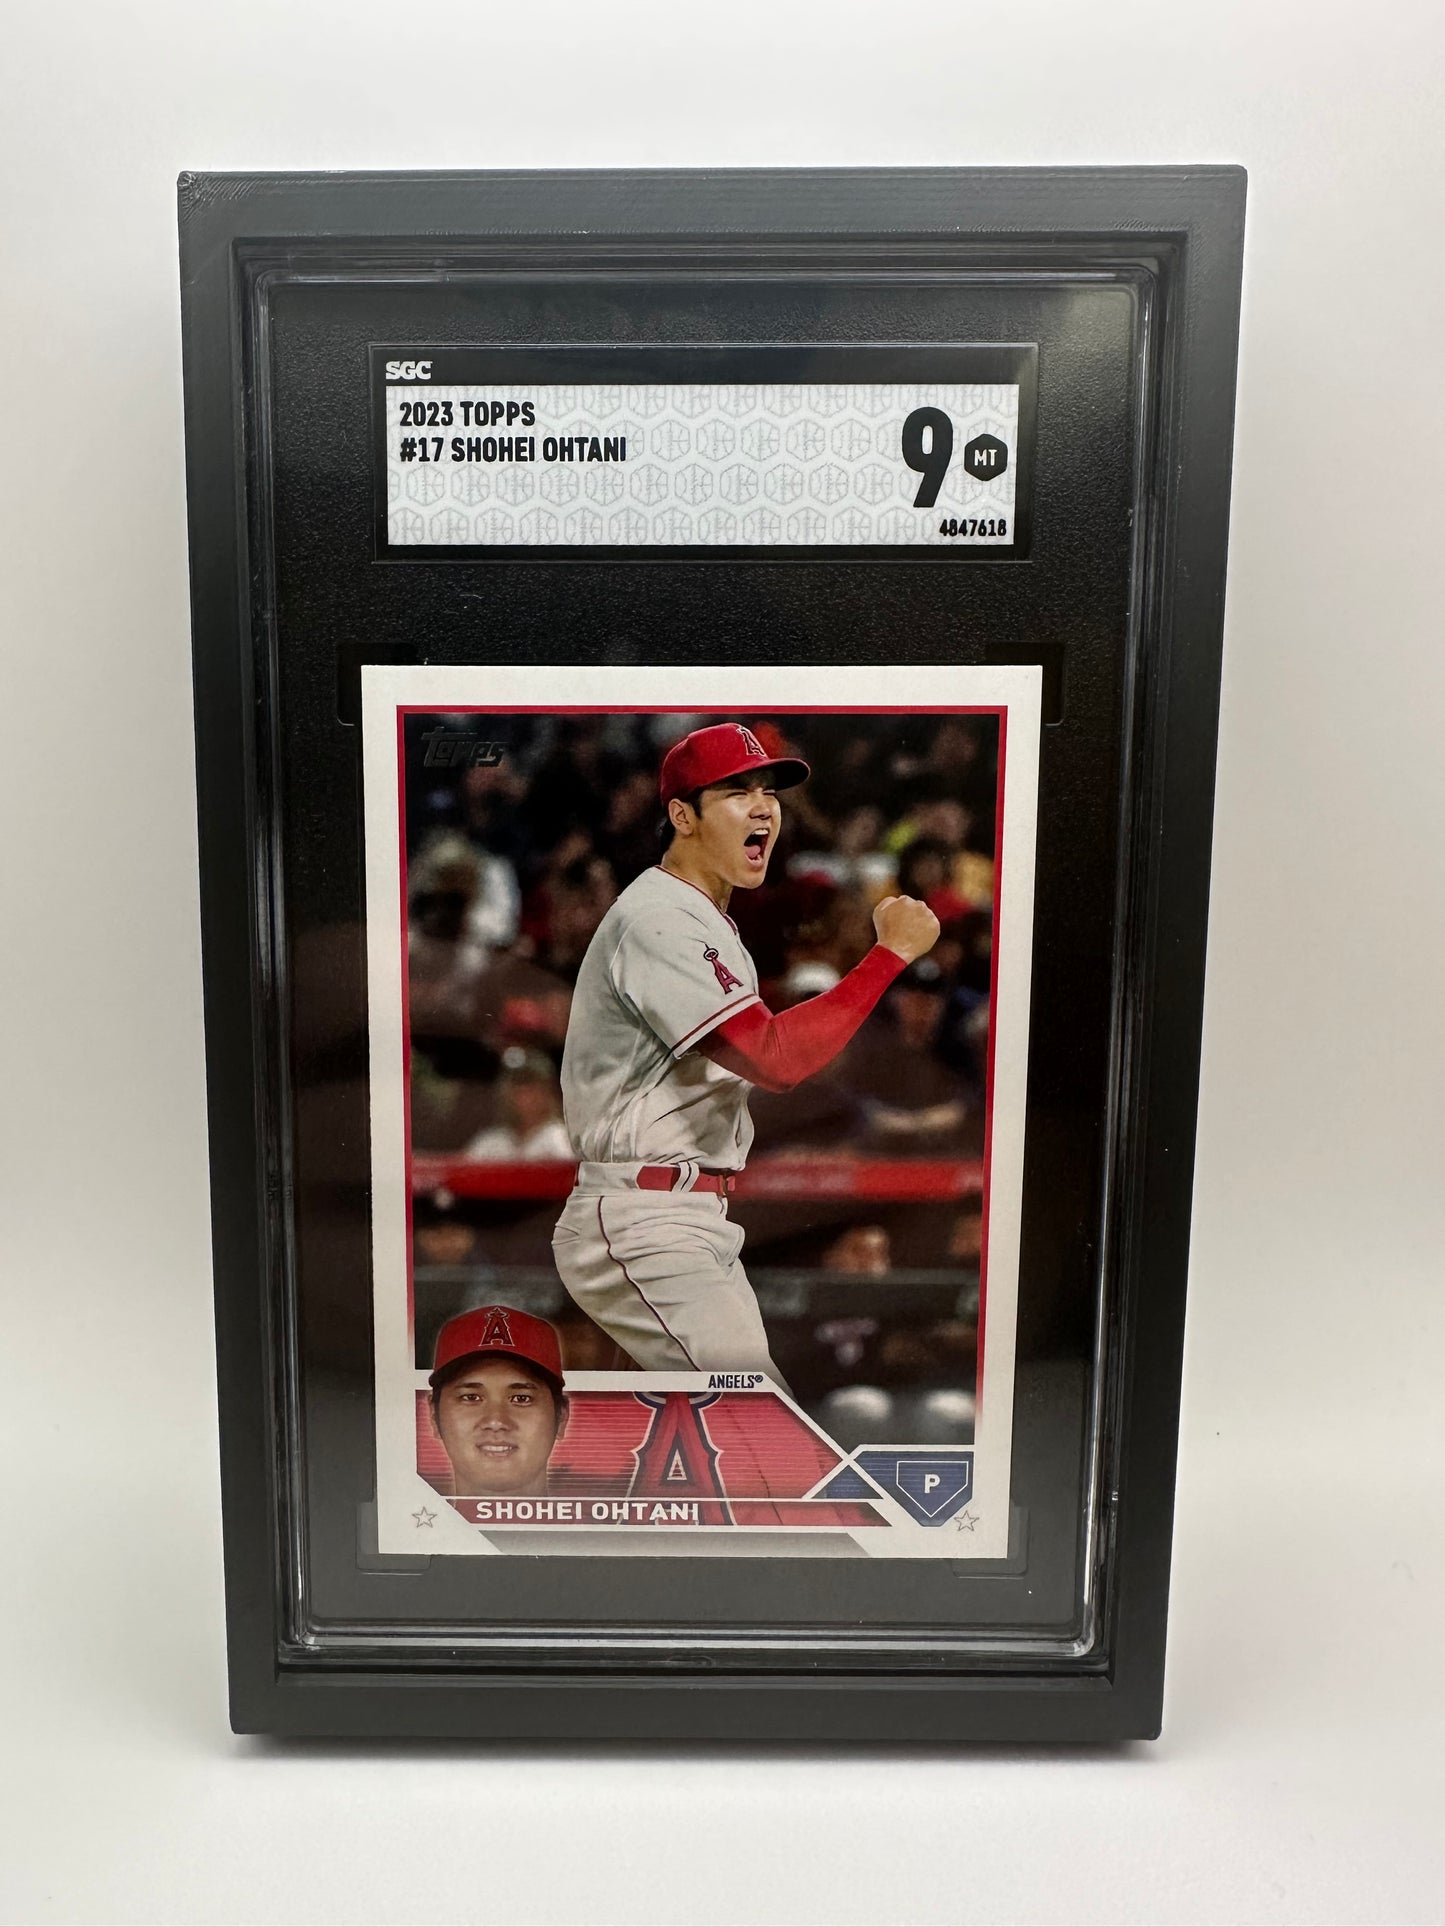 SGC
2023 TOPPS
#17 SHOHEI OHTANI
9 MT
4847618
Topps
A
A
A
ANGELS®
A
P
SHOHEI OHTANI